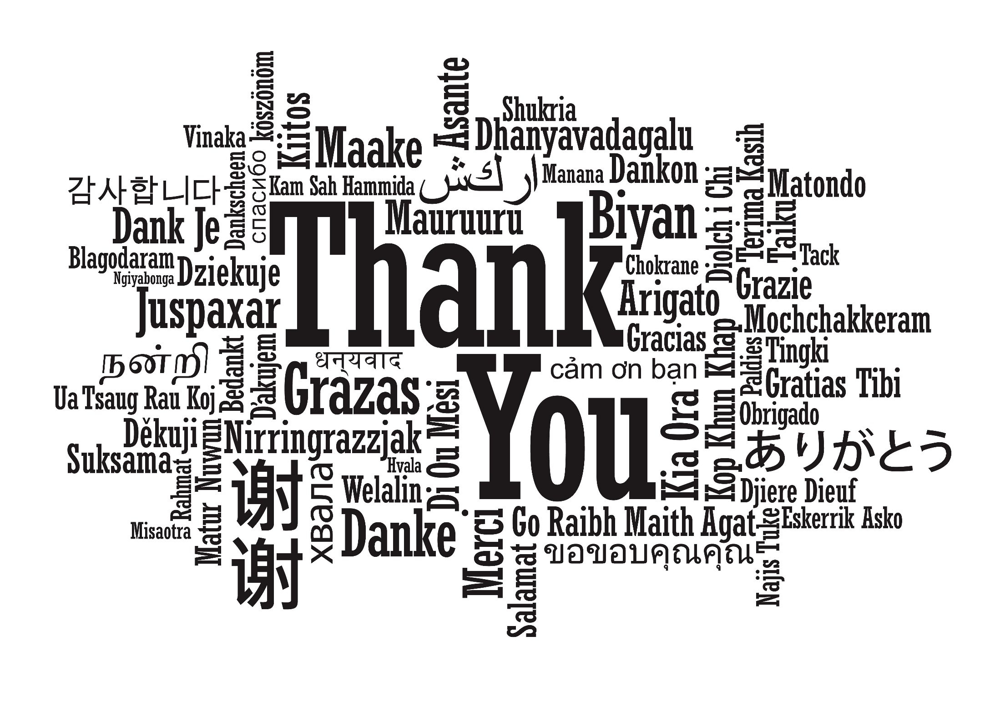 köszönöm
Asante
Kiitos
Shukria
Vinaka
Maake
Dhanyavadagalu
Terima Kasih
спасибо
Dankscheen
Manana
Dankon
Diolch i Chi
Matondo
감사합니다
Kam Sah Hammida
Biyan
Dank Je
Mauruuru
Taiku
Tack
Blagodaram
Dziekuje
Thank
Chokrane
Ngiyabonga
Grazie
Juspaxar
Arigato
Mochchakkeram
Gracias
Kop Khun Khap
Paldies
Tingki
நன்றி
Bedankt
Ďakujem
Grazas
You
cảm ơn bạn
Gratias Tibi
Ua Tsaug Rau Koj
Di Ou Mèsi
Kia Ora
Obrigado
Děkuji
Matur Nuwun
Nirringrazzjak
ありがとう
Suksama
Rahmat
谢
谢
хвала
Hvala
Welalin
Djiere Dieuf
Misaotra
Danke
Merci
Go Raibh Maith Agat
Najis Tuke
Eskerrik Asko
Salamat
ขอขอบคุณคุณ